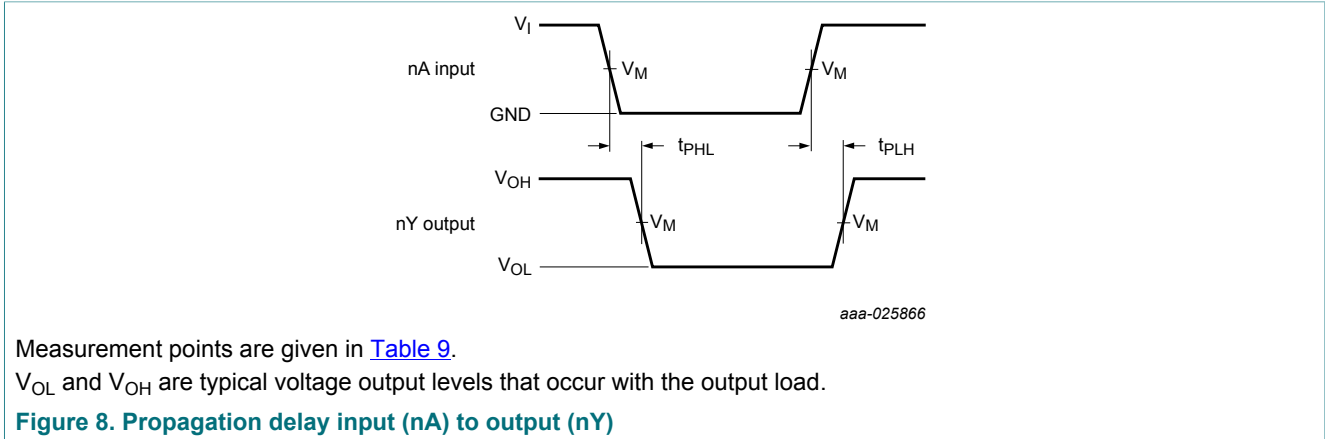 V_I
nA input
V_M
V_M
GND
t_PHL
t_PLH
V_OH
nY output
V_M
V_M
V_OL
aaa-025866
Measurement points are given in Table 9.
V_OL and V_OH are typical voltage output levels that occur with the output load.
Figure 8. Propagation delay input (nA) to output (nY)